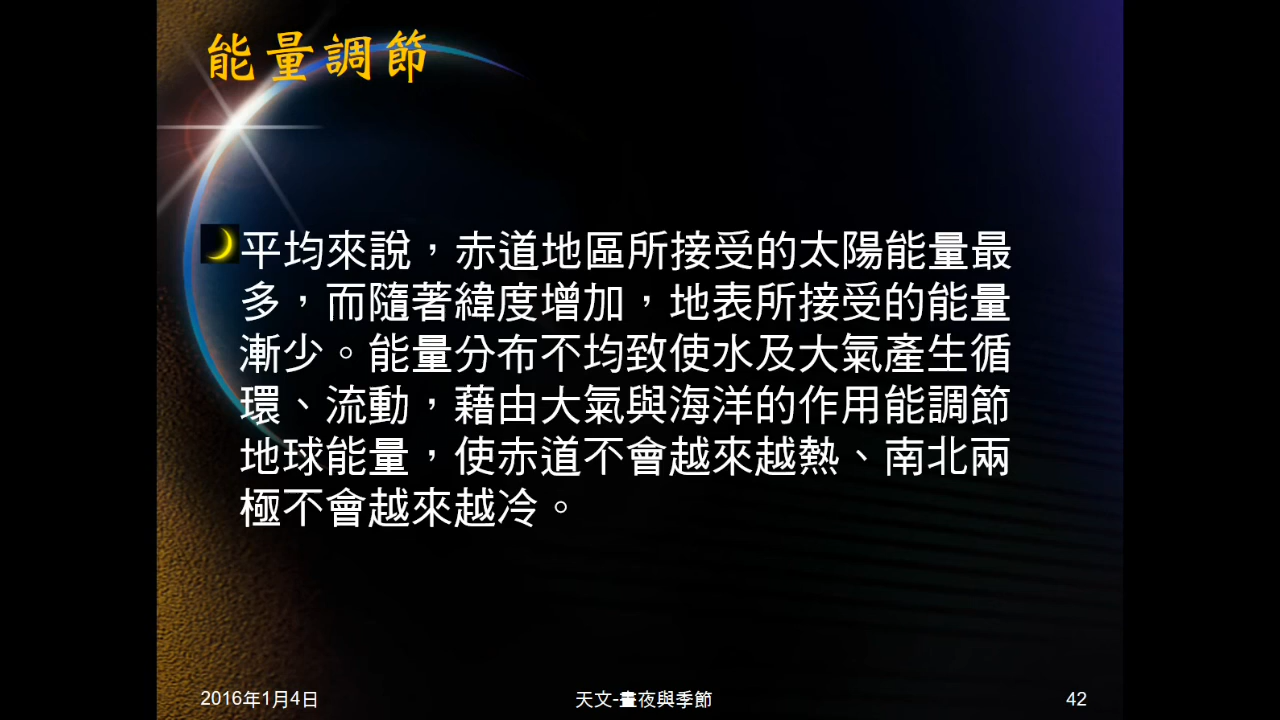 能量調節
平均來說，赤道地區所接受的太陽能量最
多，而隨著緯度增加，地表所接受的能量
漸少。能量分布不均致使水及大氣產生循
環、流動，藉由大氣與海洋的作用能調節
地球能量，使赤道不會越來越熱、南北兩
極不會越來越冷。
2016年1月4日
天文-晝夜與季節
42